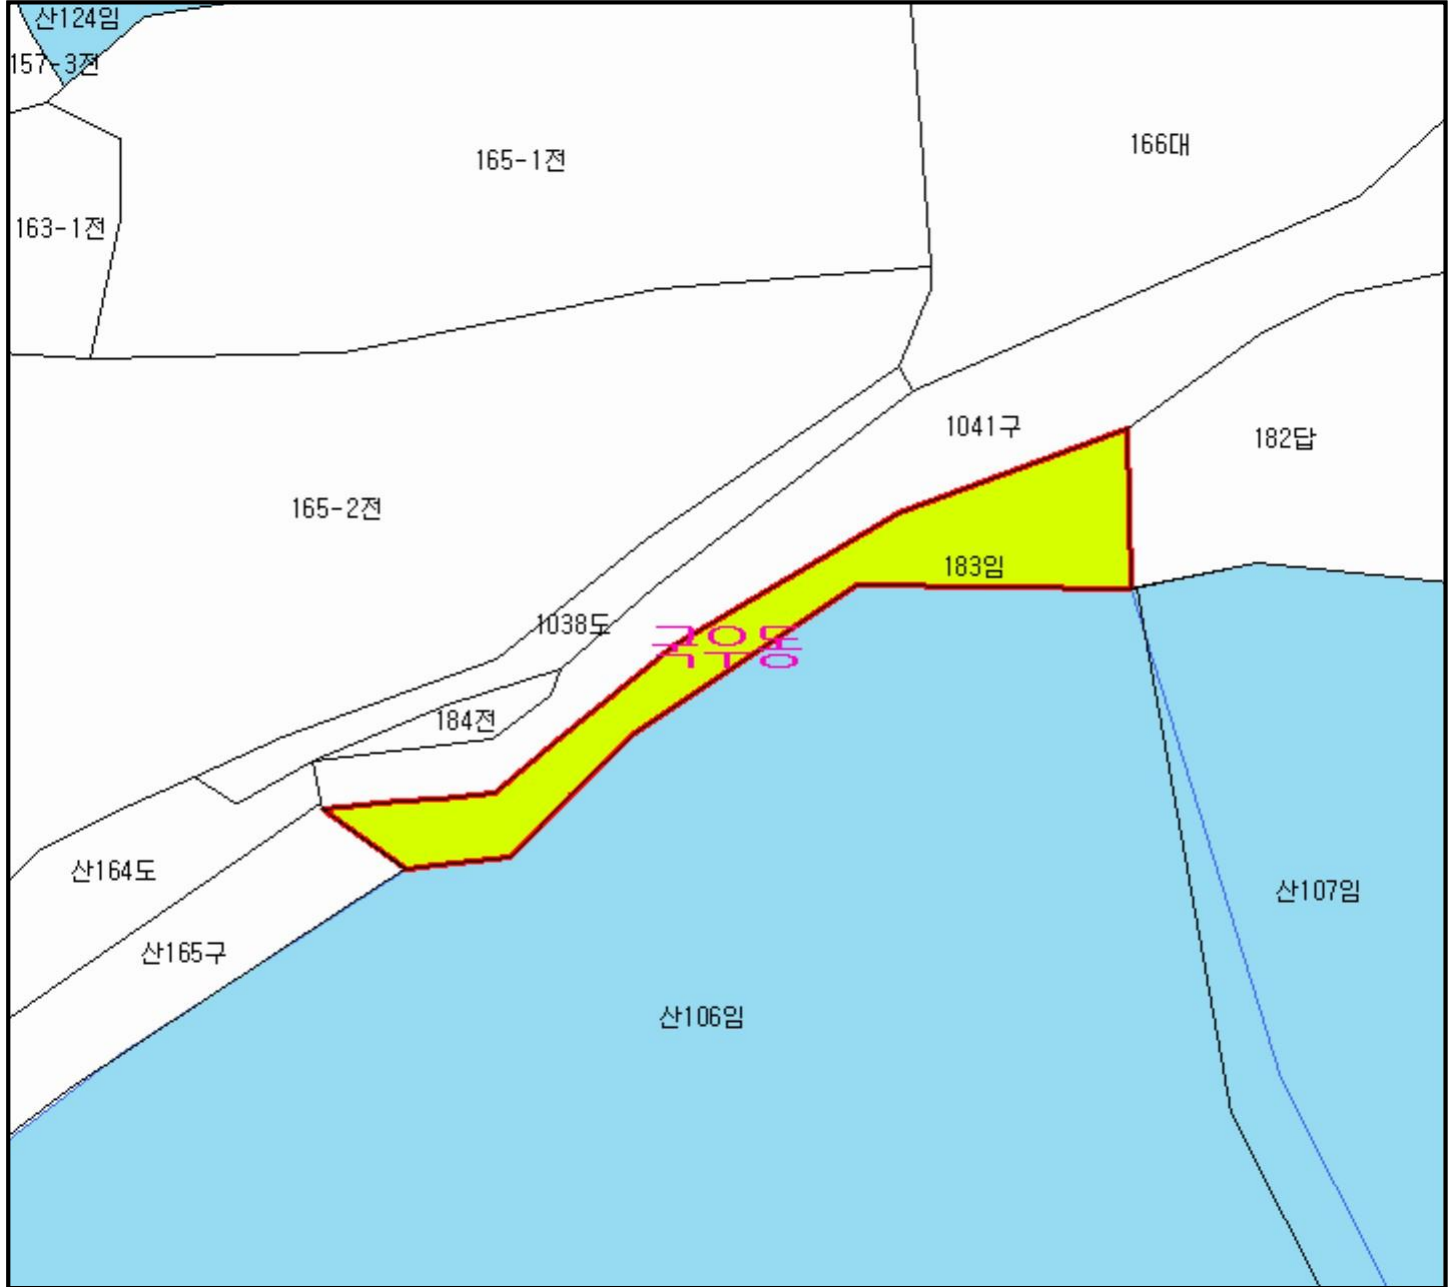 산124임
157-3전
166대
165-1전
163-1전
1041구
182답
165-2전
183임
1038도
국유동
184전
산164도
산107임
산165구
산106임